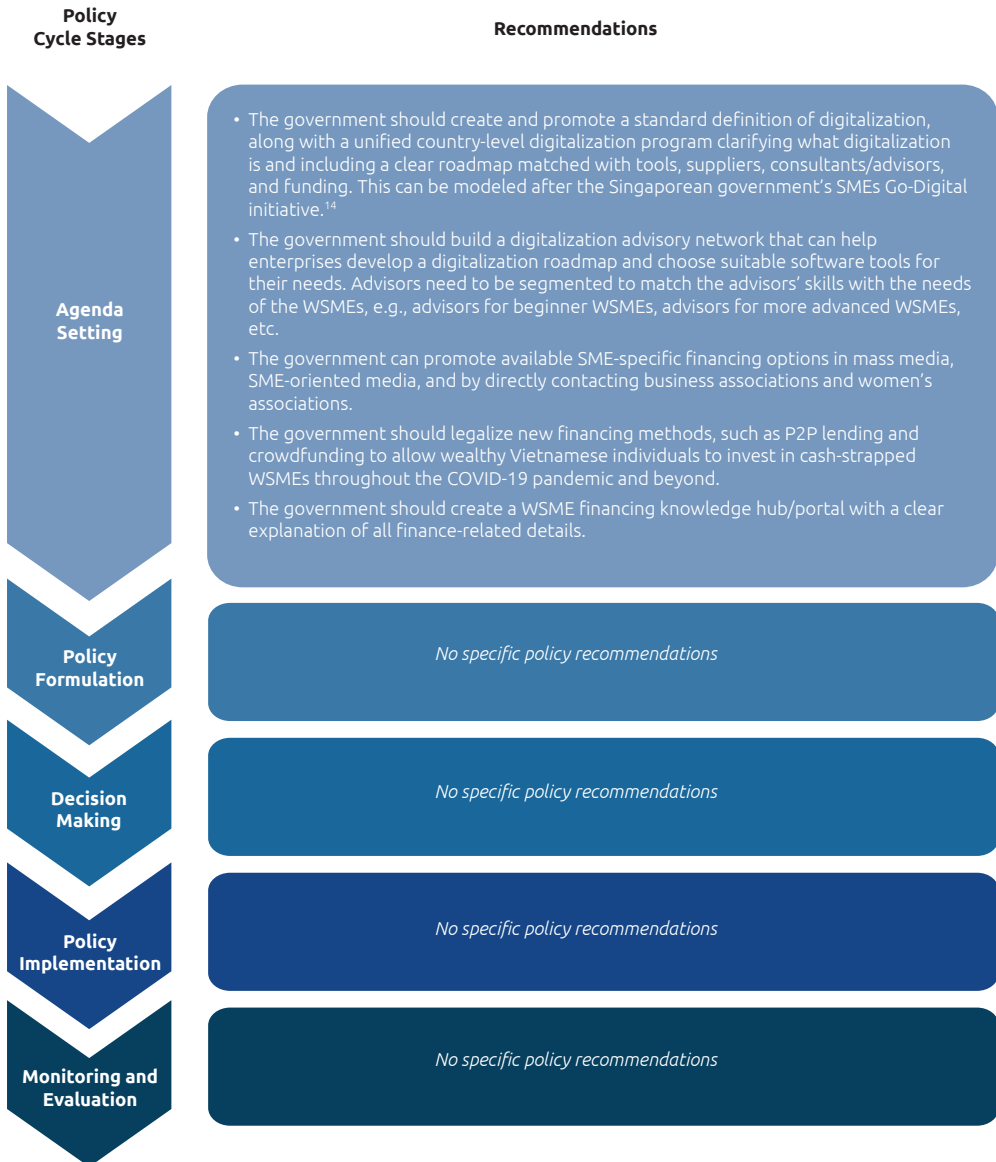 Policy
Cycle Stages
Recommendations
Agenda
Setting
• The government should create and promote a standard definition of digitalization,
along with a unified country-level digitalization program clarifying what digitalization
is and including a clear roadmap matched with tools, suppliers, consultants/advisors,
and funding. This can be modeled after the Singaporean government's SMEs Go-Digital
initiative.14
• The government should build a digitalization advisory network that can help
enterprises develop a digitalization roadmap and choose suitable software tools for
their needs. Advisors need to be segmented to match the advisors' skills with the needs
of the WSMEs, e.g., advisors for beginner WSMEs, advisors for more advanced WSMEs,
etc.
• The government can promote available SME-specific financing options in mass media,
SME-oriented media, and by directly contacting business associations and women's
associations.
• The government should legalize new financing methods, such as P2P lending and
crowdfunding to allow wealthy Vietnamese individuals to invest in cash-strapped
WSMEs throughout the COVID-19 pandemic and beyond.
• The government should create a WSME financing knowledge hub/portal with a clear
explanation of all finance-related details.
Policy
Formulation
No specific policy recommendations
Decision
Making
No specific policy recommendations
Policy
Implementation
No specific policy recommendations
Monitoring and
Evaluation
No specific policy recommendations